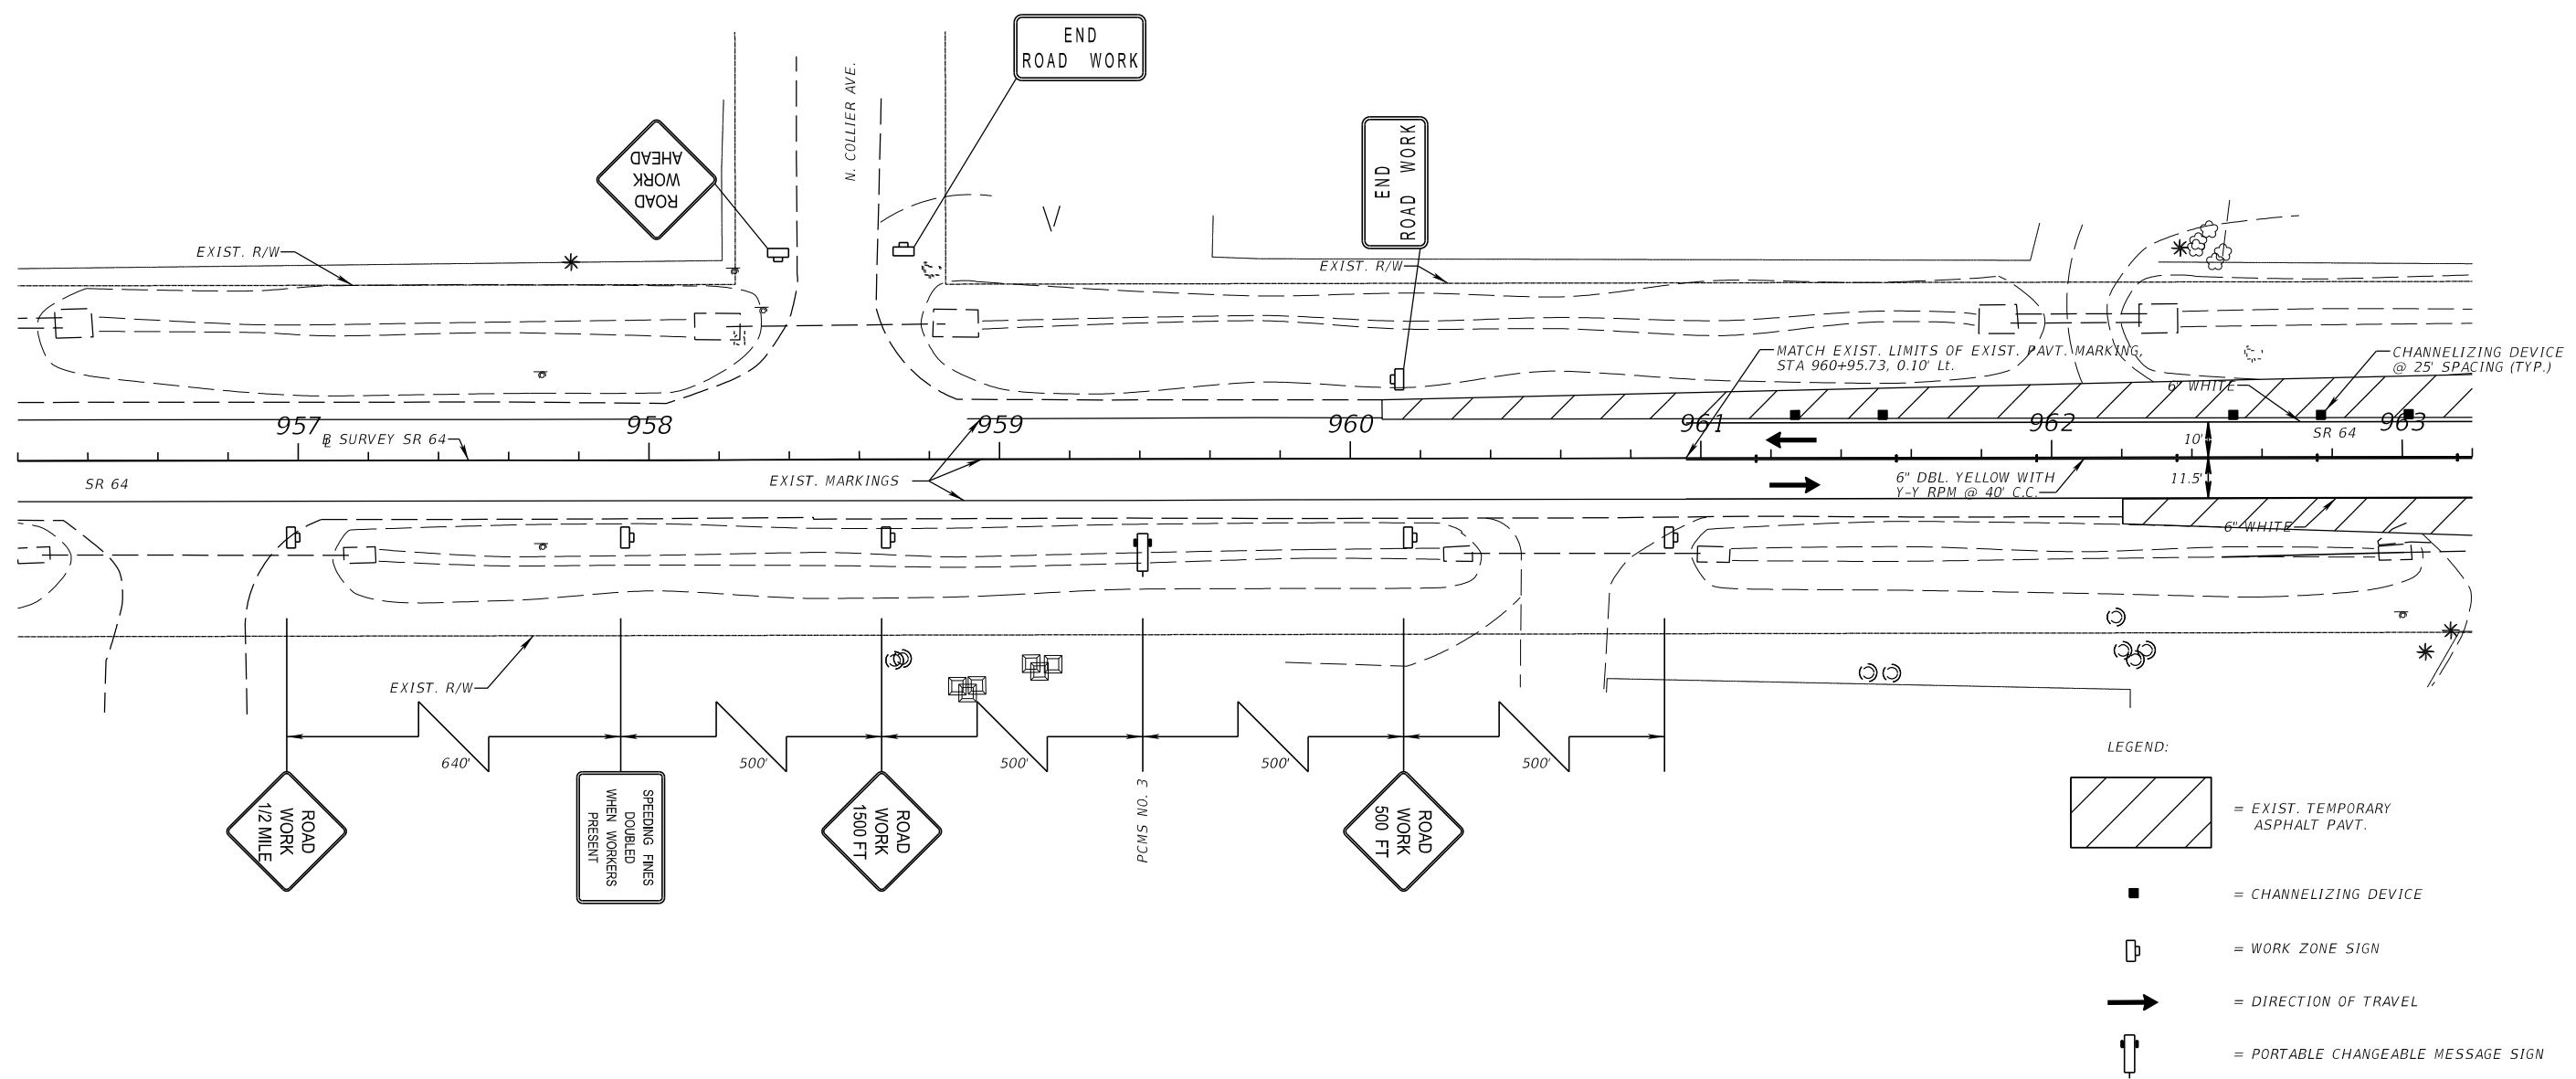 END
ROAD WORK
N. COLLIER AVE.
ROAD
WORK
AHEAD
END
ROAD WORK
EXIST. R/W
EXIST. R/W
MATCH EXIST. LIMITS OF EXIST. PAVT. MARKING,
STA 960+95.73, 0.10' Lt.
CHANNELIZING DEVICE
@ 25' SPACING (TYP.)
6" WHITE
957
958
959
960
961
962
963
B SURVEY SR 64
10'
SR 64
SR 64
EXIST. MARKINGS
6" DBL. YELLOW WITH
Y-Y RPM @ 40' C.C.
11.5'
6" WHITE
EXIST. R/W
640'
500'
500'
500'
500'
ROAD
WORK
1/2 MILE
SPEEDING FINES
DOUBLED
WHEN WORKERS
PRESENT
ROAD
WORK
1500 FT
PCMS NO. 3
ROAD
WORK
500 FT
LEGEND:
= EXIST. TEMPORARY
ASPHALT PAVT.
= CHANNELIZING DEVICE
= WORK ZONE SIGN
= DIRECTION OF TRAVEL
= PORTABLE CHANGEABLE MESSAGE SIGN